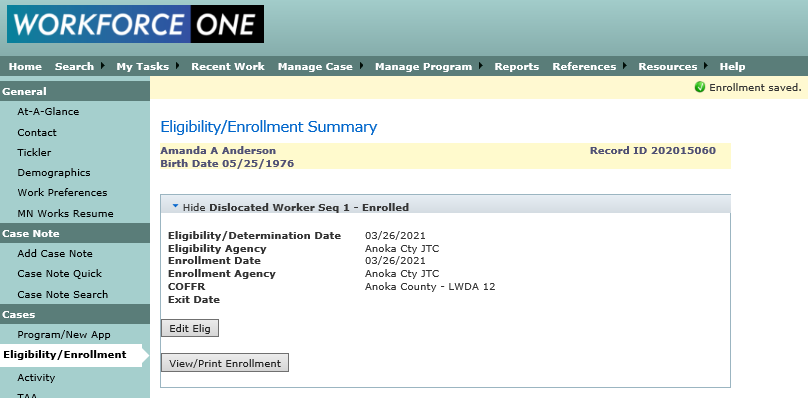 WORKFORCE ONE
Home Search My Tasks Recent Work Manage Case Manage Program Reports References Resources Help
General
At-A-Glance
Contact
Tickler
Demographics
Work Preferences
MN Works Resume
Case Note
Add Case Note
Case Note Quick
Case Note Search
Cases
Program/New App
Eligibility/Enrollment
Activity
TAA
Enrollment saved.
Eligibility/Enrollment Summary
Amanda A Anderson Record ID 202015060
Birth Date 05/25/1976
Hide Dislocated Worker Seq 1 - Enrolled
Eligibility/Determination Date 03/26/2021
Eligibility Agency Anoka Cty JTC
Enrollment Date 03/26/2021
Enrollment Agency Anoka Cty JTC
COFFR Anoka County - LWDA 12
Exit Date
Edit Elig
View/Print Enrollment